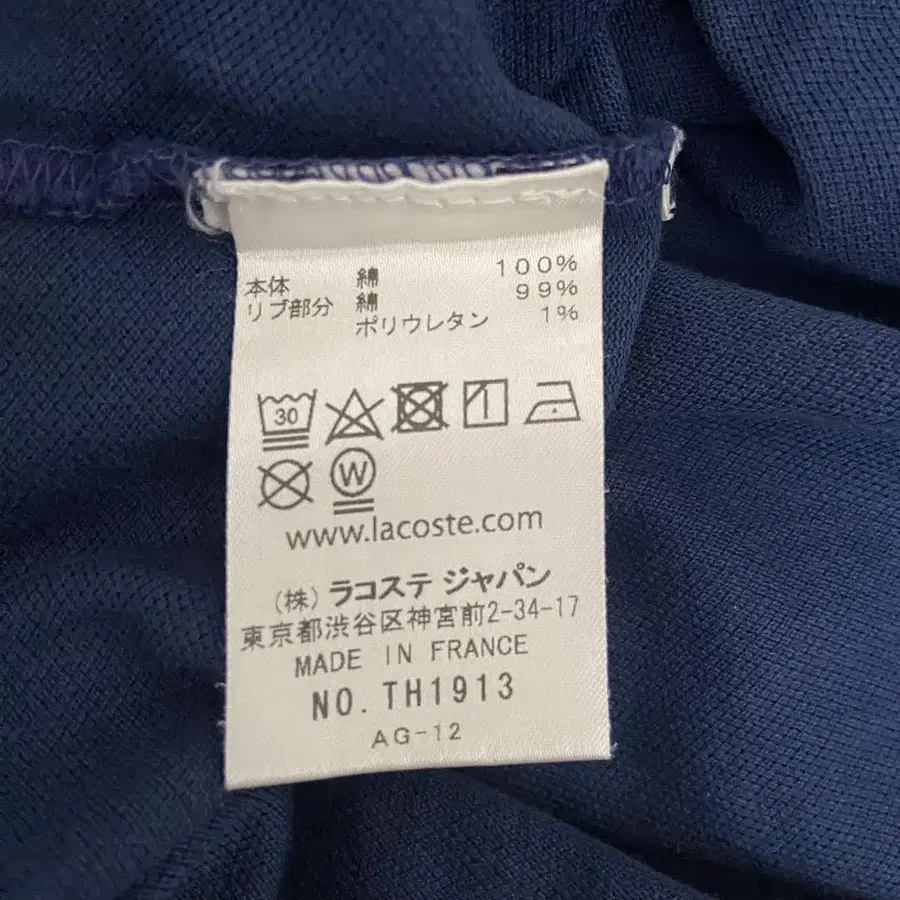 本体 綿 100%
リブ部分 綿 99%
ポリウレタン 1%
30
W
www.lacoste.com
(株) ラコステ ジャパン
東京都渋谷区神宮前2-34-17
MADE IN FRANCE
NO. TH1913
AG-12